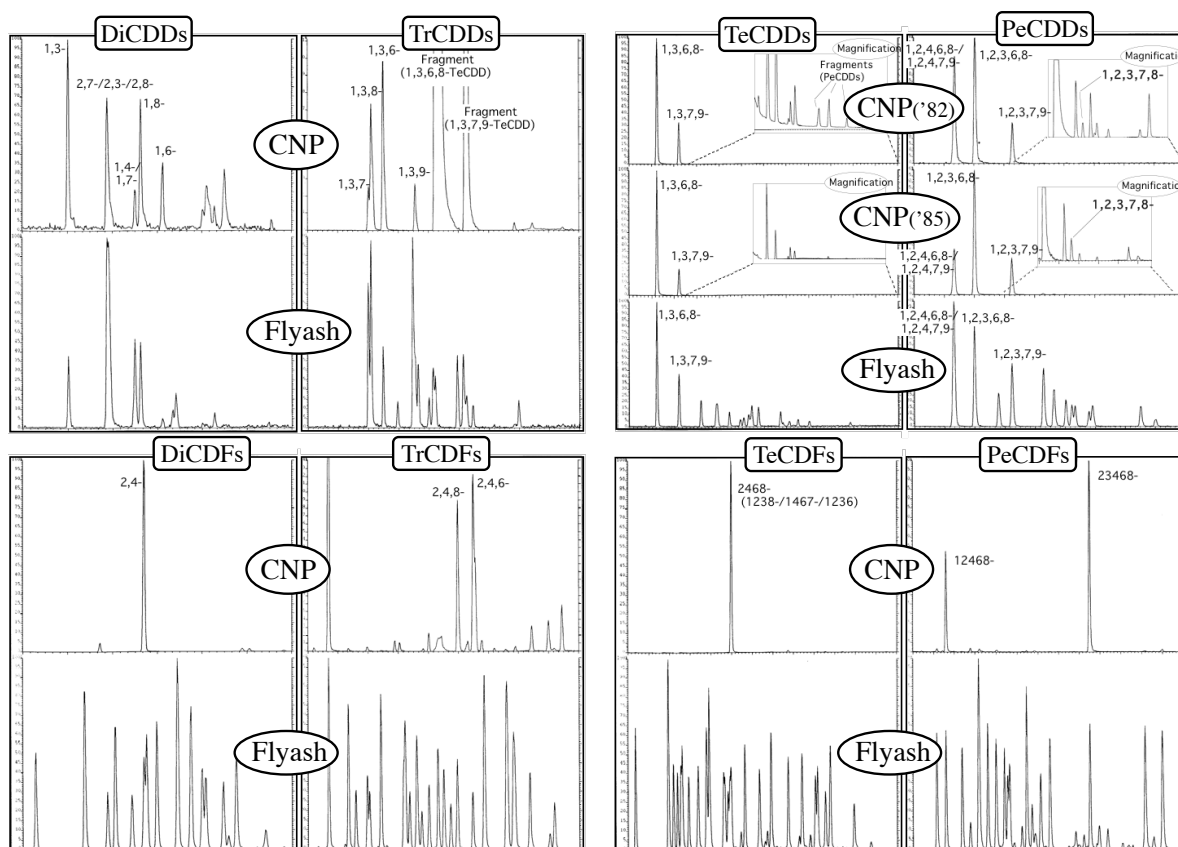 DiCDDs
TrCDDs
1,3-
2,7-/2,3-/2,8-
1,8-
1,4-/
1,7-
1,6-
1,3,6-
Fragment
(1,3,6,8-TeCDD)
1,3,8-
Fragment
(1,3,7,9-TeCDD)
1,3,7-
1,3,9-
CNP
Flyash
TeCDDs
PeCDDs
1,3,6,8-
Magnification
Fragments
(PeCDDs)
1,3,7,9-
1,2,4,6,8-/
1,2,4,7,9-
1,2,3,6,8-
Magnificatio
1,2,3,7,8-
1,2,3,7,9-
CNP('82)
1,3,6,8-
Magnification
1,3,7,9-
1,2,3,6,8-
Magnificatio
1,2,3,7,8-
1,2,4,6,8-/
1,2,4,7,9-
1,2,3,7,9-
CNP('85)
1,3,6,8-
1,3,7,9-
1,2,4,6,8-/
1,2,4,7,9-
1,2,3,6,8-
1,2,3,7,9-
Flyash
DiCDFs
TrCDFs
2,4-
2,4,8-
2,4,6-
CNP
Flyash
TeCDFs
PeCDFs
2468-
(1238-/1467-/1236)
23468-
12468-
CNP
Flyash